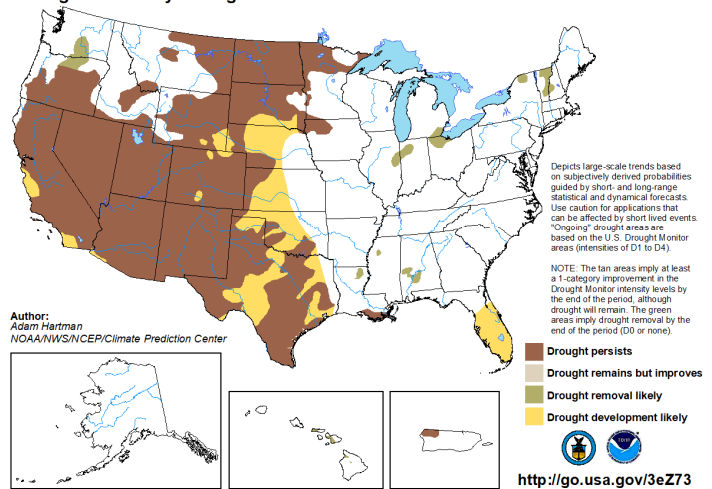 Depicts large-scale trends based
on subjectively derived probabilities
guided by short- and long-range
statistical and dynamical forecasts.
Use caution for applications that
can be affected by short lived events.
"Ongoing" drought areas are
based on the U.S. Drought Monitor
areas (intensities of D1 to D4).
NOTE: The tan areas imply at least
a 1-category improvement in the
Drought Monitor intensity levels by
the end of the period, although
drought will remain. The green
areas imply drought removal by the
end of the period (D0 or none).
Author:
Adam Hartman
NOAA/NWS/NCEP/Climate Prediction Center
Drought persists
Drought remains but improves
Drought removal likely
Drought development likely
http://go.usa.gov/3eZ73